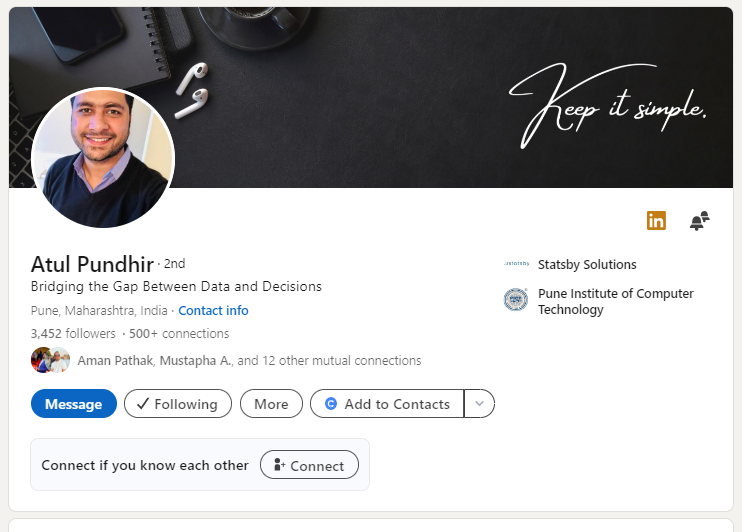 Keep it simple.
in
Atul Pundhir · 2nd
Bridging the Gap Between Data and Decisions
Pune, Maharashtra, India · Contact info
3,452 followers · 500+ connections
Aman Pathak, Mustapha A., and 12 other mutual connections
Statsby Solutions
Pune Institute of Computer
Technology
Message
Following
More
C Add to Contacts
Connect if you know each other
Connect